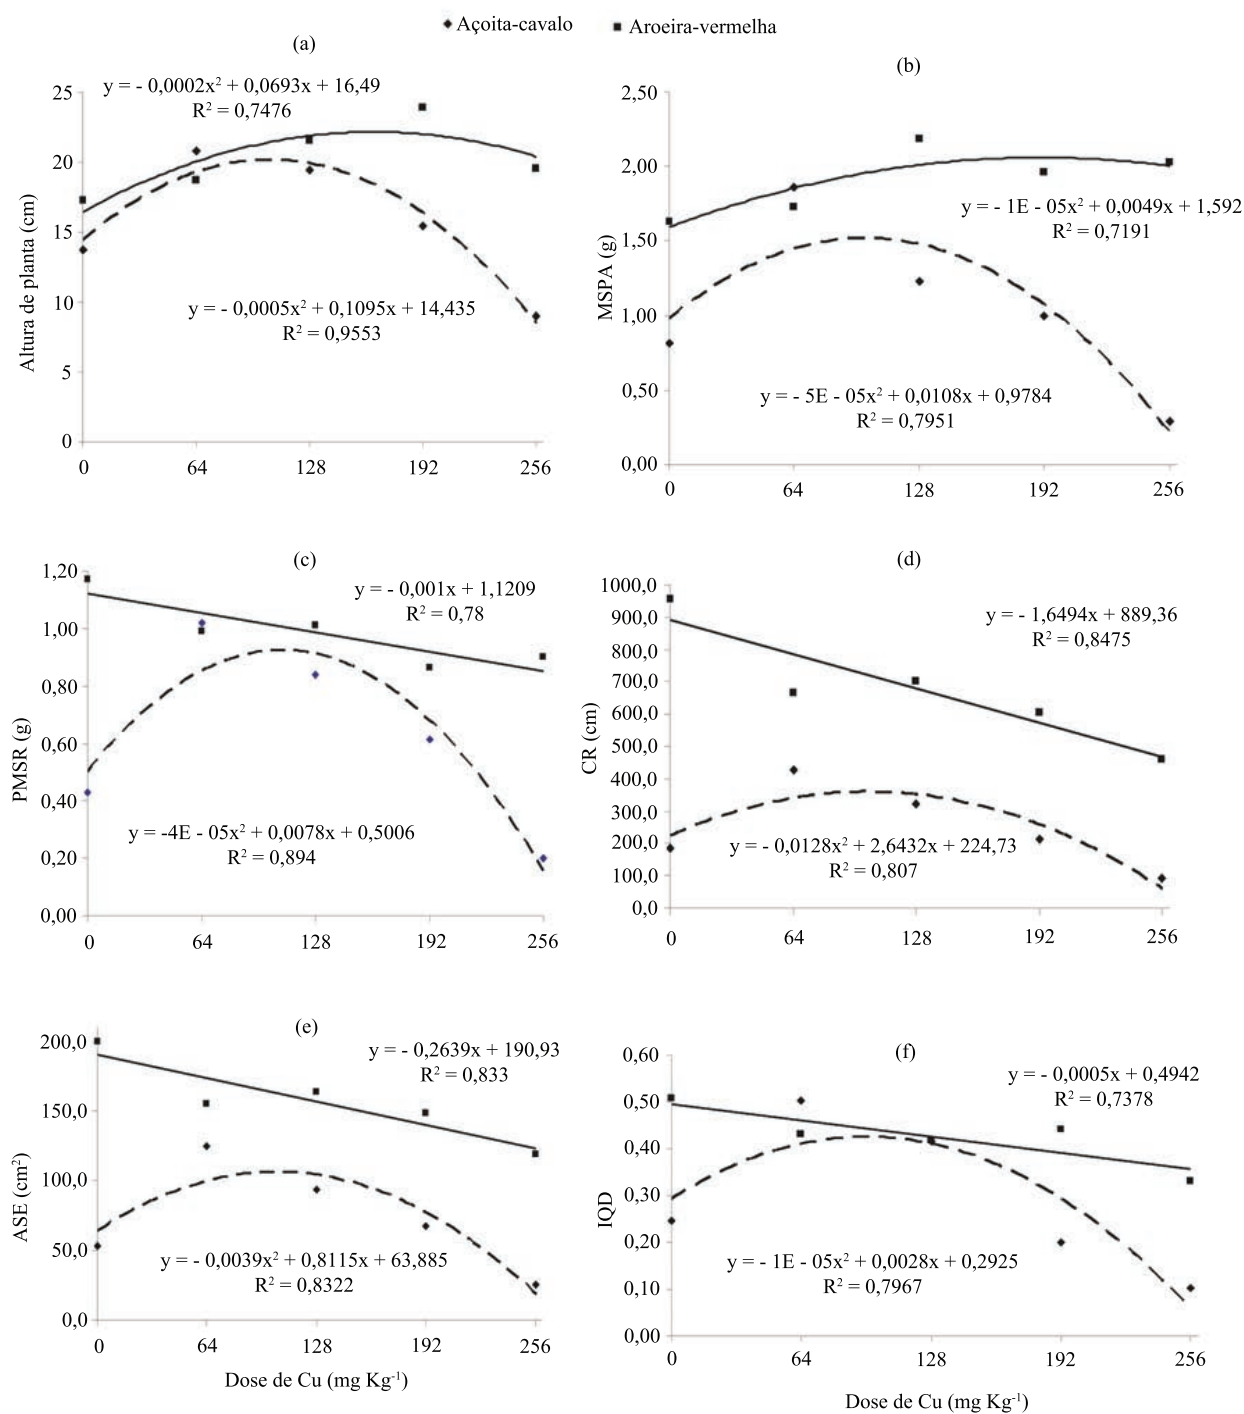 Açoita-cavalo Aroeira-vermelha
(a)
y = - 0,0002x² + 0,0693x + 16,49
R² = 0,7476
25
20
15
10
5
0
Altura de planta (cm)
y = - 0,0005x² + 0,1095x + 14,435
R² = 0,9553
0 64 128 192 256
(b)
2,50
2,00
1,50
1,00
0,50
0,00
MSPA (g)
y = - 1E - 05x² + 0,0049x + 1,592
R² = 0,7191
y = - 5E - 05x² + 0,0108x + 0,9784
R² = 0,7951
0 64 128 192 256
(c)
1,20
1,00
0,80
0,60
0,40
0,20
0,00
PMSR (g)
y = - 0,001x + 1,1209
R² = 0,78
y = -4E - 05x² + 0,0078x + 0,5006
R² = 0,894
0 64 128 192 256
(d)
1000,0
900,0
800,0
700,0
600,0
500,0
400,0
300,0
200,0
100,0
0,0
CR (cm)
y = - 1,6494x + 889,36
R² = 0,8475
y = - 0,0128x² + 2,6432x + 224,73
R² = 0,807
0 64 128 192 256
(e)
200,0
150,0
100,0
50,0
0,0
ASE (cm²)
y = - 0,2639x + 190,93
R² = 0,833
y = - 0,0039x² + 0,8115x + 63,885
R² = 0,8322
0 64 128 192 256
Dose de Cu (mg Kg⁻¹)
(f)
0,60
0,50
0,40
0,30
0,20
0,10
0,00
IQD
y = - 0,0005x + 0,4942
R² = 0,7378
y = - 1E - 05x² + 0,0028x + 0,2925
R² = 0,7967
0 64 128 192 256
Dose de Cu (mg Kg⁻¹)